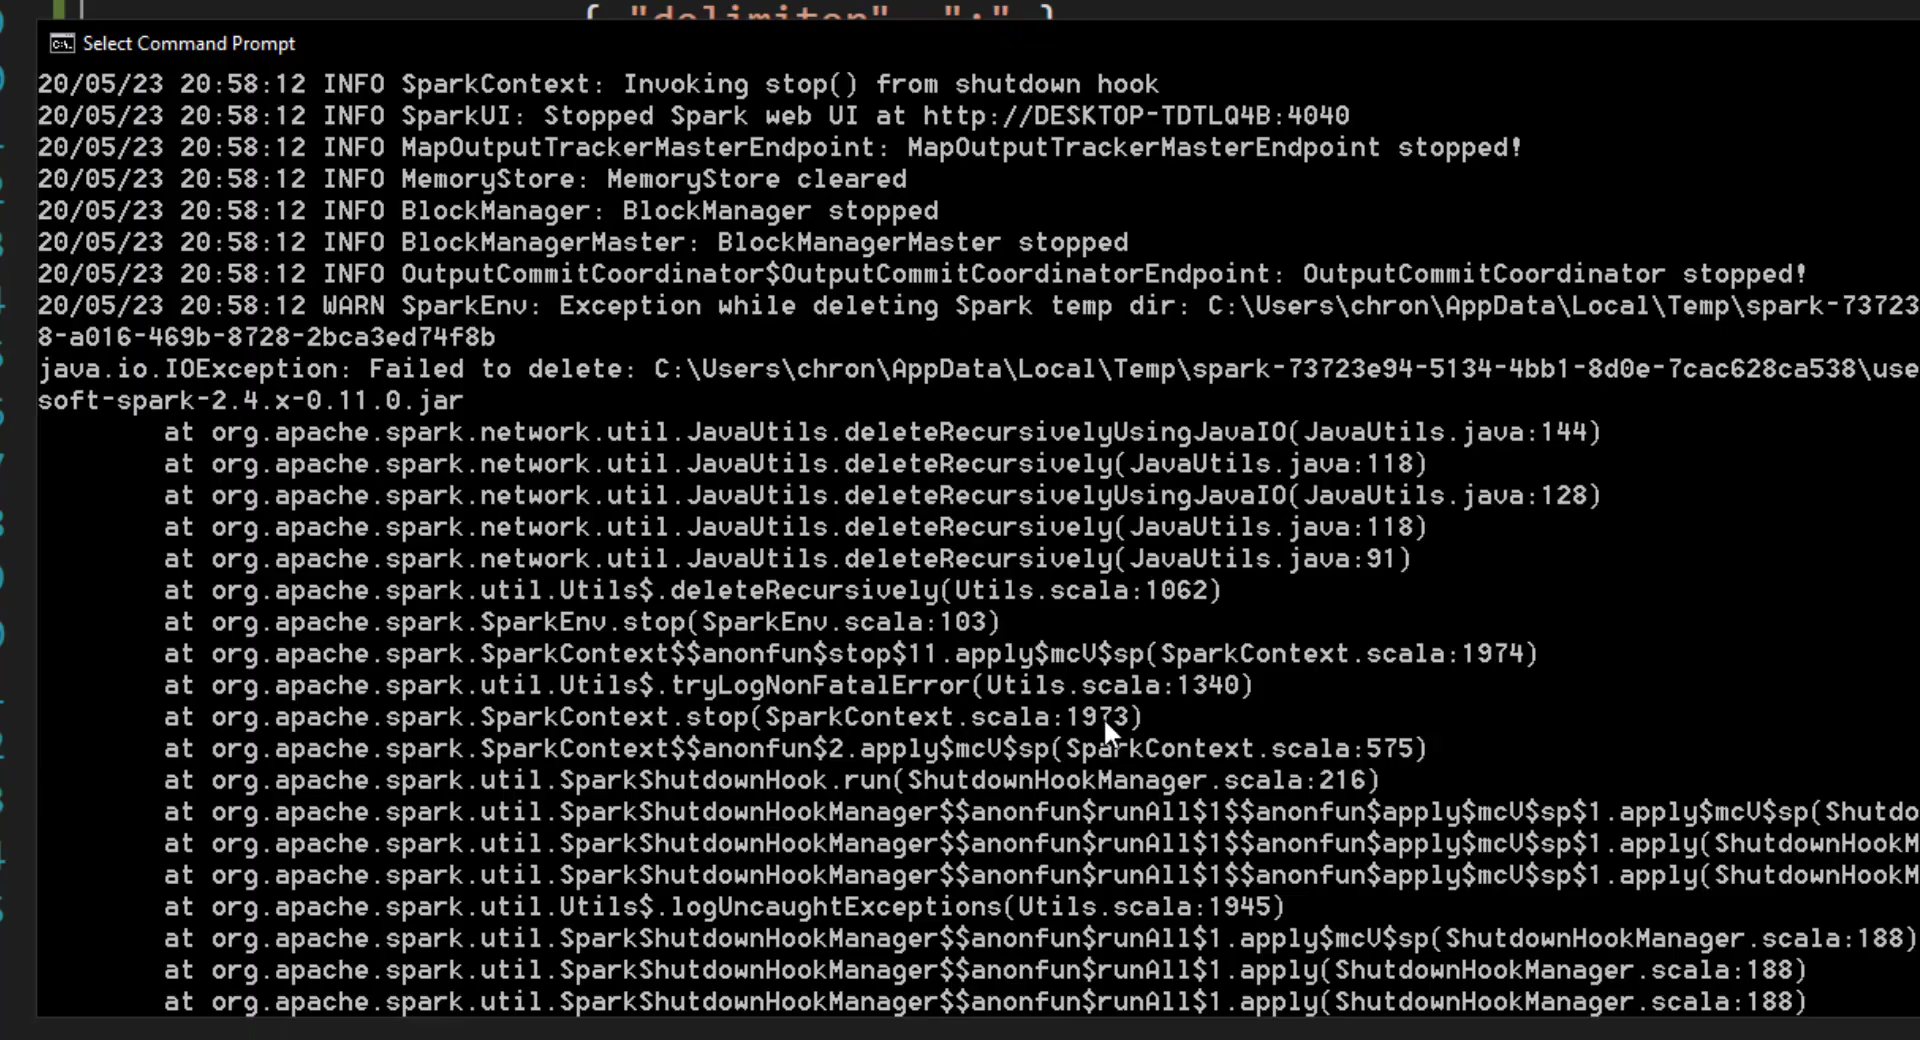 Select Command Prompt
20/05/23 20:58:12 INFO SparkContext: Invoking stop() from shutdown hook
20/05/23 20:58:12 INFO SparkUI: Stopped Spark web UI at http://DESKTOP-TDTLQ4B:4040
20/05/23 20:58:12 INFO MapOutputTrackerMasterEndpoint: MapOutputTrackerMasterEndpoint stopped!
20/05/23 20:58:12 INFO MemoryStore: MemoryStore cleared
20/05/23 20:58:12 INFO BlockManager: BlockManager stopped
20/05/23 20:58:12 INFO BlockManagerMaster: BlockManagerMaster stopped
20/05/23 20:58:12 INFO OutputCommitCoordinator$OutputCommitCoordinatorEndpoint: OutputCommitCoordinator stopped!
20/05/23 20:58:12 WARN SparkEnv: Exception while deleting Spark temp dir: C:\Users\chron\AppData\Local\Temp\spark-73723
8-a016-469b-8728-2bca3ed74f8b
java.io.IOException: Failed to delete: C:\Users\chron\AppData\Local\Temp\spark-73723e94-5134-4bb1-8d0e-7cac628ca538\use
soft-spark-2.4.x-0.11.0.jar
at org.apache.spark.network.util.JavaUtils.deleteRecursivelyUsingJavaIO(JavaUtils.java:144)
at org.apache.spark.network.util.JavaUtils.deleteRecursively(JavaUtils.java:118)
at org.apache.spark.network.util.JavaUtils.deleteRecursivelyUsingJavaIO(JavaUtils.java:128)
at org.apache.spark.network.util.JavaUtils.deleteRecursively(JavaUtils.java:118)
at org.apache.spark.network.util.JavaUtils.deleteRecursively(JavaUtils.java:91)
at org.apache.spark.util.Utils$.deleteRecursively(Utils.scala:1062)
at org.apache.spark.SparkEnv.stop(SparkEnv.scala:103)
at org.apache.spark.SparkContext$$anonfun$stop$11.apply$mcV$sp(SparkContext.scala:1974)
at org.apache.spark.util.Utils$.tryLogNonFatalError(Utils.scala:1340)
at org.apache.spark.SparkContext.stop(SparkContext.scala:1973)
at org.apache.spark.SparkContext$$anonfun$2.apply$mcV$sp(SparkContext.scala:575)
at org.apache.spark.util.SparkShutdownHook.run(ShutdownHookManager.scala:216)
at org.apache.spark.util.SparkShutdownHookManager$$anonfun$runAll$1$$anonfun$apply$mcV$sp$1.apply$mcV$sp(Shutdo
at org.apache.spark.util.SparkShutdownHookManager$$anonfun$runAll$1$$anonfun$apply$mcV$sp$1.apply(ShutdownHookM
at org.apache.spark.util.SparkShutdownHookManager$$anonfun$runAll$1$$anonfun$apply$mcV$sp$1.apply(ShutdownHookM
at org.apache.spark.util.Utils$.logUncaughtExceptions(Utils.scala:1945)
at org.apache.spark.util.SparkShutdownHookManager$$anonfun$runAll$1.apply$mcV$sp(ShutdownHookManager.scala:188)
at org.apache.spark.util.SparkShutdownHookManager$$anonfun$runAll$1.apply(ShutdownHookManager.scala:188)
at org.apache.spark.util.SparkShutdownHookManager$$anonfun$runAll$1.apply(ShutdownHookManager.scala:188)